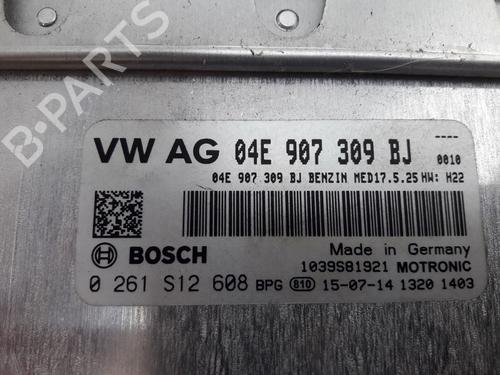 B-PARTS
----
VW AG 04E 907 309 BJ 0010
04E 907 309 BJ BENZIN MED17.5.25 HW: H22
BOSCH
Made in Germany
1039S81921 MOTRONIC
0 261 S12 608 BPG 810 15-07-14 1320 1403